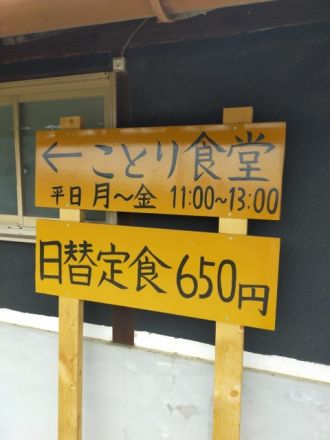 ← ことり食堂
平日 月～金 11:00～13:00
日替定食 650円